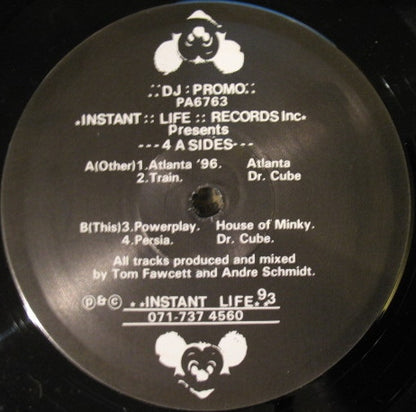 .::DJ : PROMO::.
PA6763
.INSTANT :: LIFE :: RECORDS Inc.
Presents
---4 A SIDES---
A(Other)1.Atlanta '96. Atlanta
2.Train. Dr. Cube
B(This)3.Powerplay. House of Minky.
4.Persia. Dr. Cube.
All tracks produced and mixed
by Tom Fawcett and Andre Schmidt.
℗&© ..INSTANT LIFE.93
071-737 4560